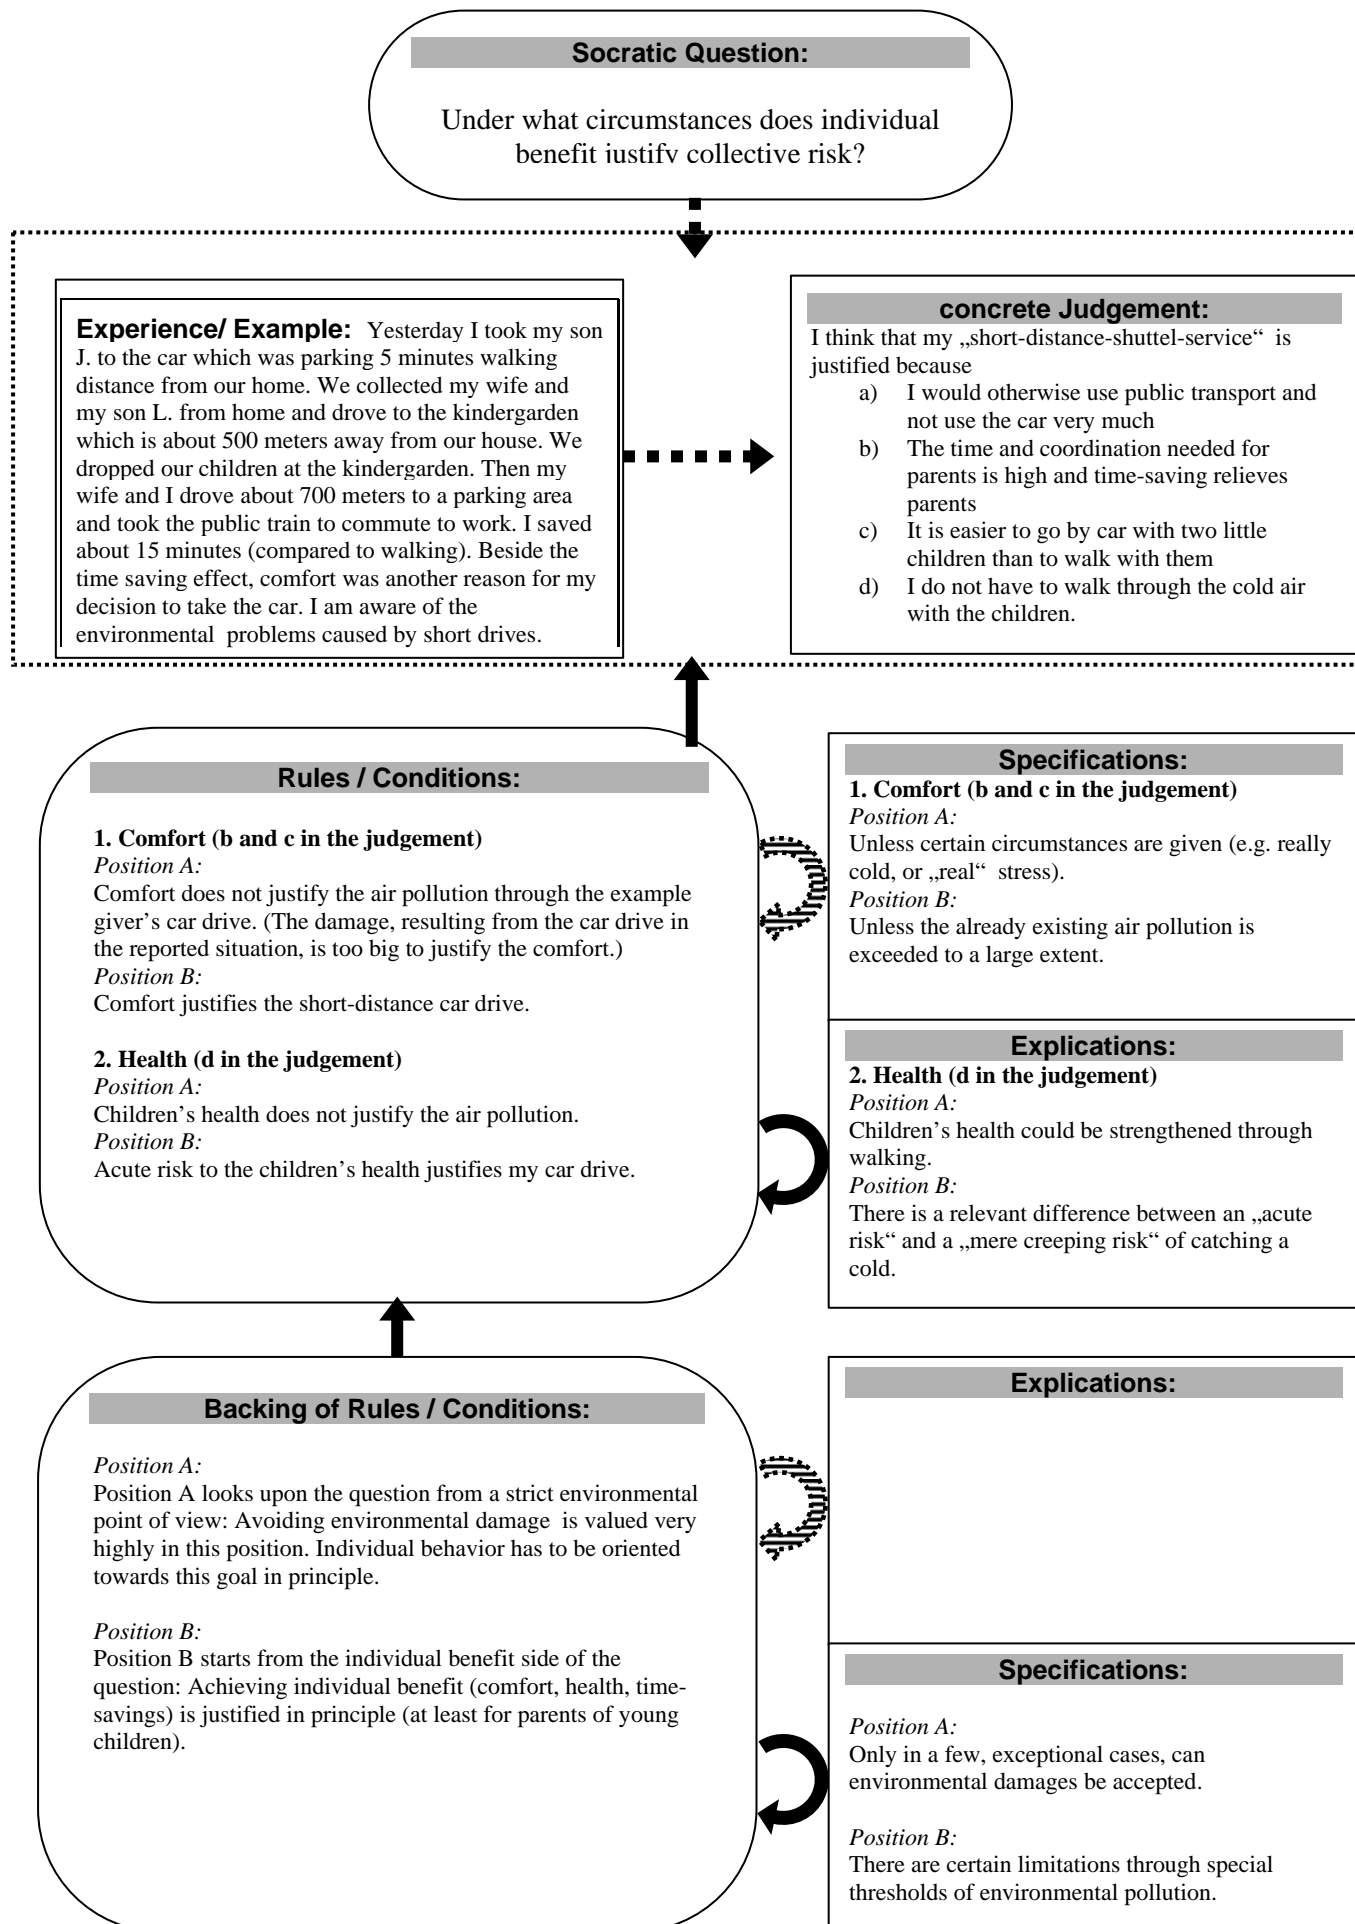 Socratic Question:
Under what circumstances does individual
benefit justify collective risk?
Experience/ Example: Yesterday I took my son
J. to the car which was parking 5 minutes walking
distance from our home. We collected my wife and
my son L. from home and drove to the kindergarden
which is about 500 meters away from our house. We
dropped our children at the kindergarden. Then my
wife and I drove about 700 meters to a parking area
and took the public train to commute to work. I saved
about 15 minutes (compared to walking). Beside the
time saving effect, comfort was another reason for my
decision to take the car. I am aware of the
environmental problems caused by short drives.
concrete Judgement:
I think that my „short-distance-shuttel-service“ is
justified because
a) I would otherwise use public transport and
not use the car very much
b) The time and coordination needed for
parents is high and time-saving relieves
parents
c) It is easier to go by car with two little
children than to walk with them
d) I do not have to walk through the cold air
with the children.
Rules / Conditions:
1. Comfort (b and c in the judgement)
Position A:
Comfort does not justify the air pollution through the example
giver’s car drive. (The damage, resulting from the car drive in
the reported situation, is too big to justify the comfort.)
Position B:
Comfort justifies the short-distance car drive.
2. Health (d in the judgement)
Position A:
Children’s health does not justify the air pollution.
Position B:
Acute risk to the children’s health justifies my car drive.
Specifications:
1. Comfort (b and c in the judgement)
Position A:
Unless certain circumstances are given (e.g. really
cold, or „real“ stress).
Position B:
Unless the already existing air pollution is
exceeded to a large extent.
Explications:
2. Health (d in the judgement)
Position A:
Children’s health could be strengthened through
walking.
Position B:
There is a relevant difference between an „acute
risk“ and a „mere creeping risk“ of catching a
cold.
Backing of Rules / Conditions:
Position A:
Position A looks upon the question from a strict environmental
point of view: Avoiding environmental damage is valued very
highly in this position. Individual behavior has to be oriented
towards this goal in principle.
Position B:
Position B starts from the individual benefit side of the
question: Achieving individual benefit (comfort, health, time-
savings) is justified in principle (at least for parents of young
children).
Explications:
Specifications:
Position A:
Only in a few, exceptional cases, can
environmental damages be accepted.
Position B:
There are certain limitations through special
thresholds of environmental pollution.